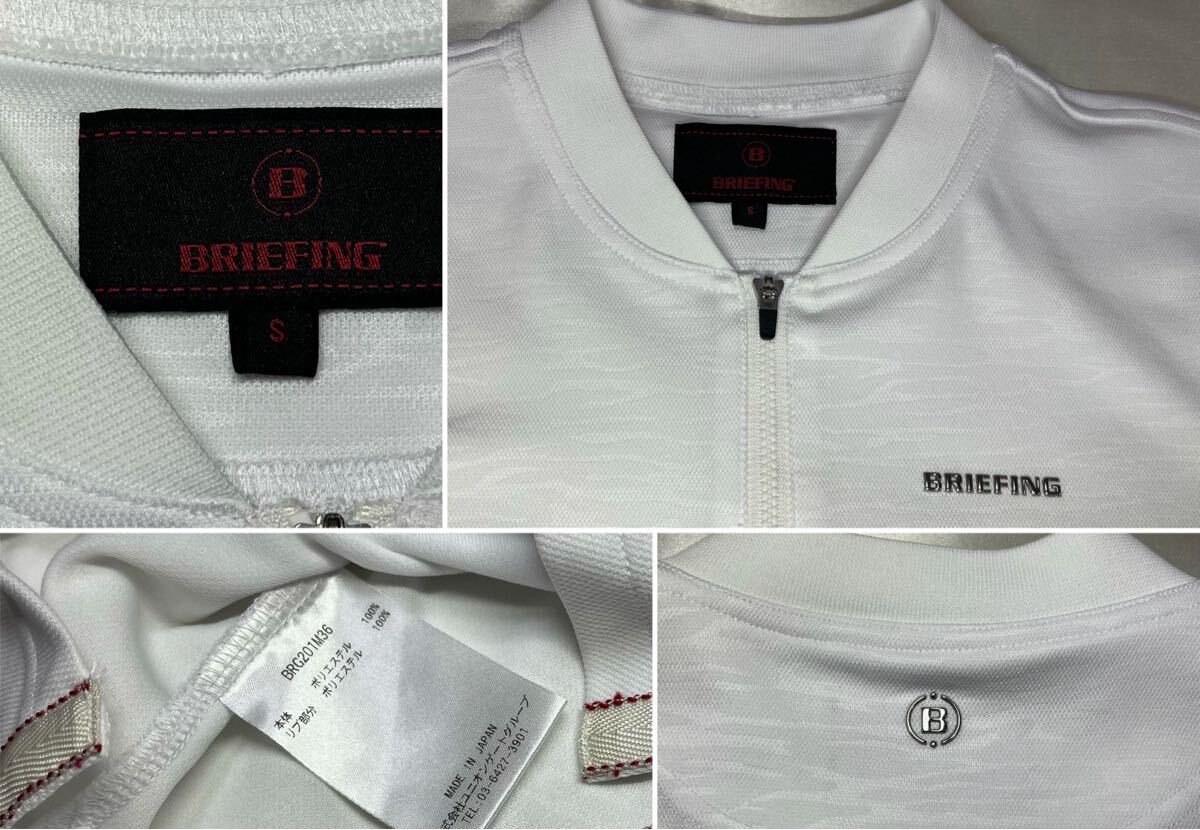 B
BRIEFING
S
B
BRIEFING
S
BRIEFING
BRG201M36
本体 ポリエステル 100%
リブ部分 ポリエステル 100%
MADE IN JAPAN
式会社ユニオンゲートグループ
TEL:03-6427-3901
B